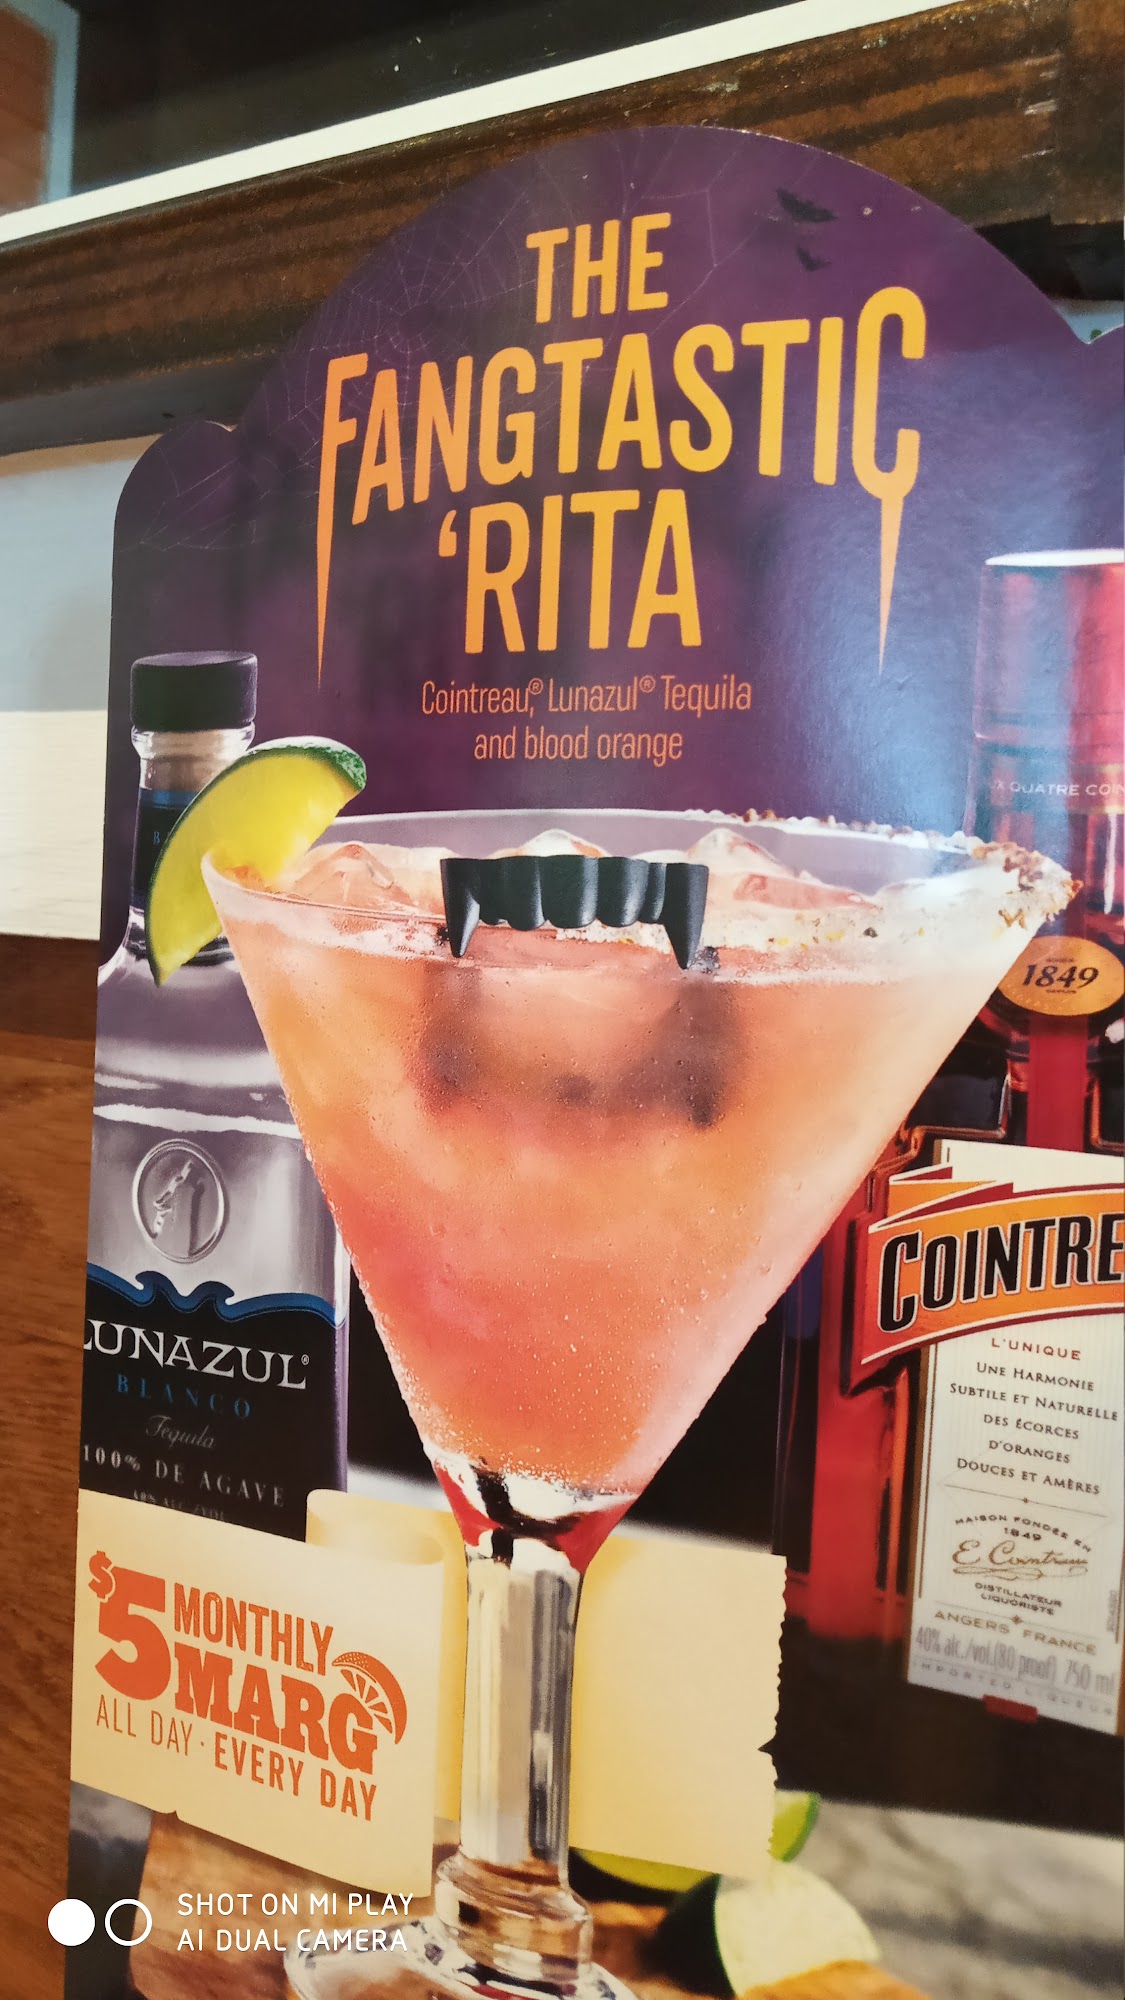 THE
FANGTASTIC
‘RITA
Cointreau,® Lunazul® Tequila
and blood orange
X QUATRE COIN
1849
LUNAZUL®
BLANCO
Tequila
100% DE AGAVE
COINTRE
L'UNIQUE
UNE HARMONIE
SUBTILE ET NATURELLE
DES ÉCORCES
D'ORANGES
DOUCES ET AMÈRES
MAISON FONDÉE EN
1849
E Cointreau
DISTILLATEUR
LIQUORISTE
ANGERS FRANCE
40% alc./vol.(80 proof) 750 ml
IMPORTED LIQUEUR
$5 MONTHLY
MARG
ALL DAY · EVERY DAY
SHOT ON MI PLAY
AI DUAL CAMERA